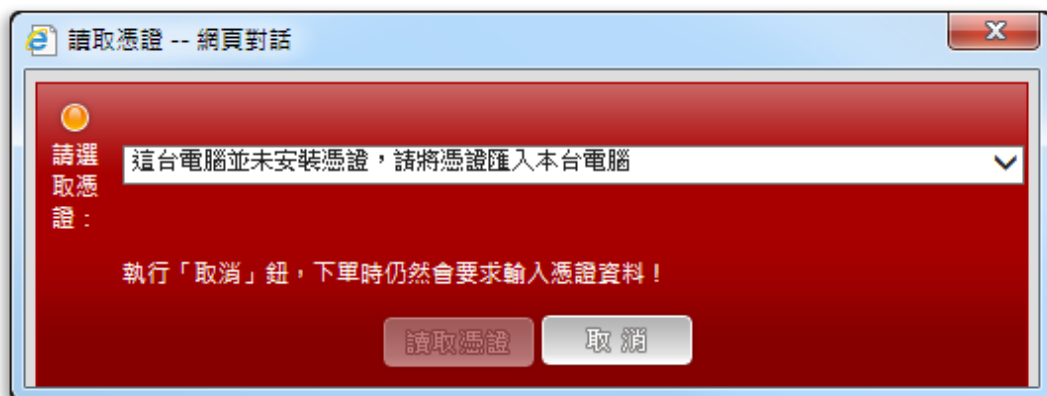 讀取憑證 -- 網頁對話
請選
取憑
證：
這台電腦並未安裝憑證，請將憑證匯入本台電腦
執行「取消」鈕，下單時仍然會要求輸入憑證資料！
讀取憑證
取 消